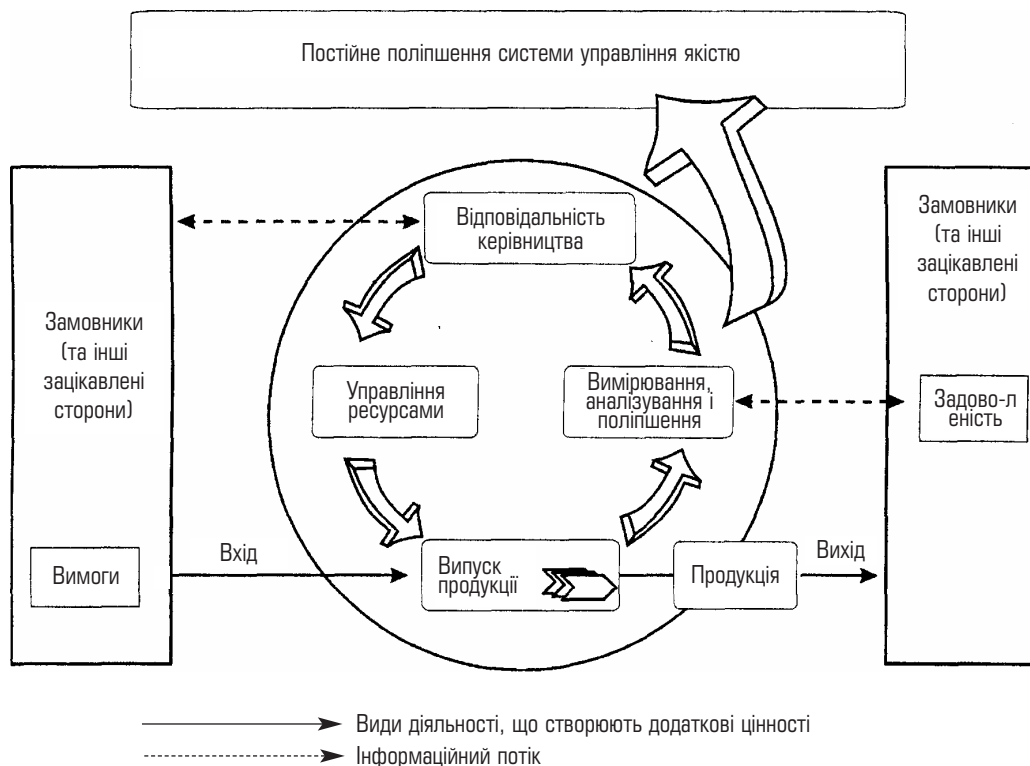 Постійне поліпшення системи управління якістю
Замовники
(та інші
зацікавлені
сторони)
Вимоги
Вхід
Відповідальність
керівництва
Управління
ресурсами
Вимірювання,
аналізування і
поліпшення
Випуск
продукції
Продукція
Вихід
Замовники
(та інші
зацікавлені
сторони)
Задово-л
еність
Види діяльності, що створюють додаткові цінності
Інформаційний потік